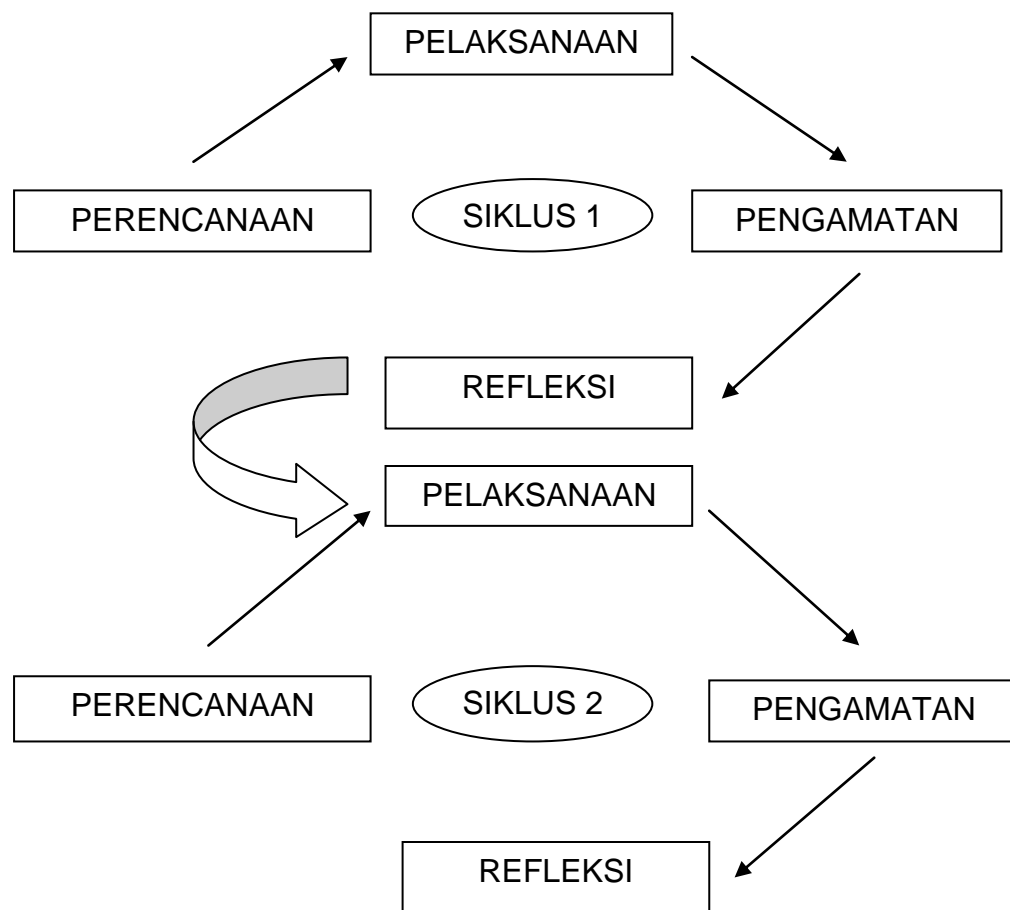 PELAKSANAAN
PERENCANAAN
SIKLUS 1
PENGAMATAN
REFLEKSI
PELAKSANAAN
PERENCANAAN
SIKLUS 2
PENGAMATAN
REFLEKSI